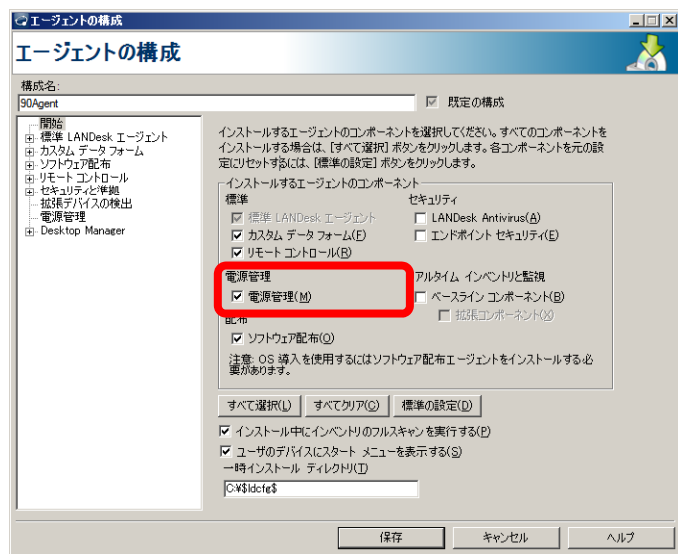 エージェントの構成
エージェントの構成
構成名:
90Agent
既定の構成
開始
標準 LANDesk エージェント
カスタム データ フォーム
ソフトウェア配布
リモート コントロール
セキュリティと準拠
拡張デバイスの検出
電源管理
Desktop Manager
インストールするエージェントのコンポーネントを選択してください。すべてのコンポーネントを
インストールする場合は、[すべて選択] ボタンをクリックします。各コンポーネントを元の設
定にリセットするには、[標準の設定] ボタンをクリックします。
インストールするエージェントのコンポーネント
標準
標準 LANDesk エージェント
カスタム データ フォーム(F)
リモート コントロール(R)
セキュリティ
LANDesk Antivirus(A)
エンドポイント セキュリティ(E)
電源管理
電源管理(M)
アルタイム インベントリと監視
ベースライン コンポーネント(B)
拡張コンポーネント(X)
配布
ソフトウェア配布(O)
注意: OS 導入を使用するにはソフトウェア配布エージェントをインストールする必
要があります。
すべて選択(L)
すべてクリア(C)
標準の設定(D)
インストール中にインベントリのフルスキャンを実行する(P)
ユーザのデバイスにスタート メニューを表示する(S)
一時インストール ディレクトリ(T)
C:¥$ldcfg$
保存
キャンセル
ヘルプ